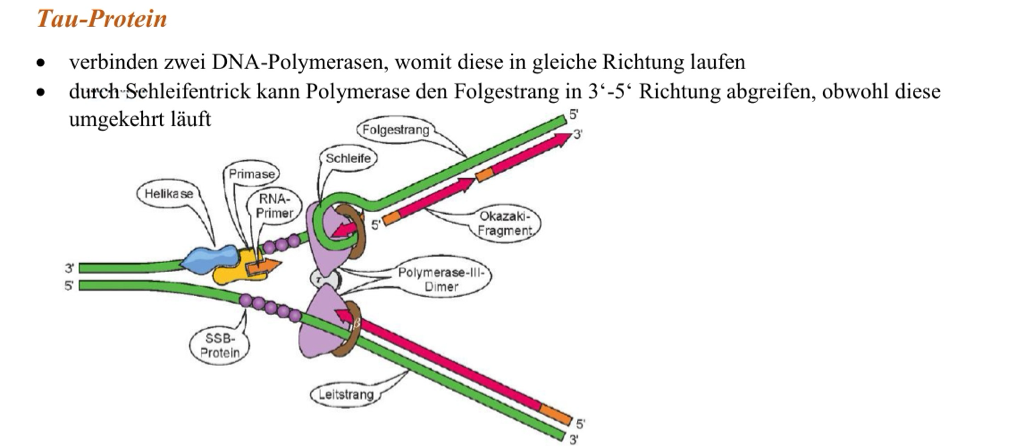 Tau-Protein
• verbinden zwei DNA-Polymerasen, womit diese in gleiche Richtung laufen
• durch Schleifentrick kann Polymerase den Folgestrang in 3‘-5‘ Richtung abgreifen, obwohl diese
umgekehrt läuft
5'
Folgestrang
3'
Schleife
Primase
Helikase
RNA-
Primer
Okazaki-
Fragment
5'
3'
5'
τ
Polymerase-III-
Dimer
SSB-
Protein
Leitstrang
5'
3'